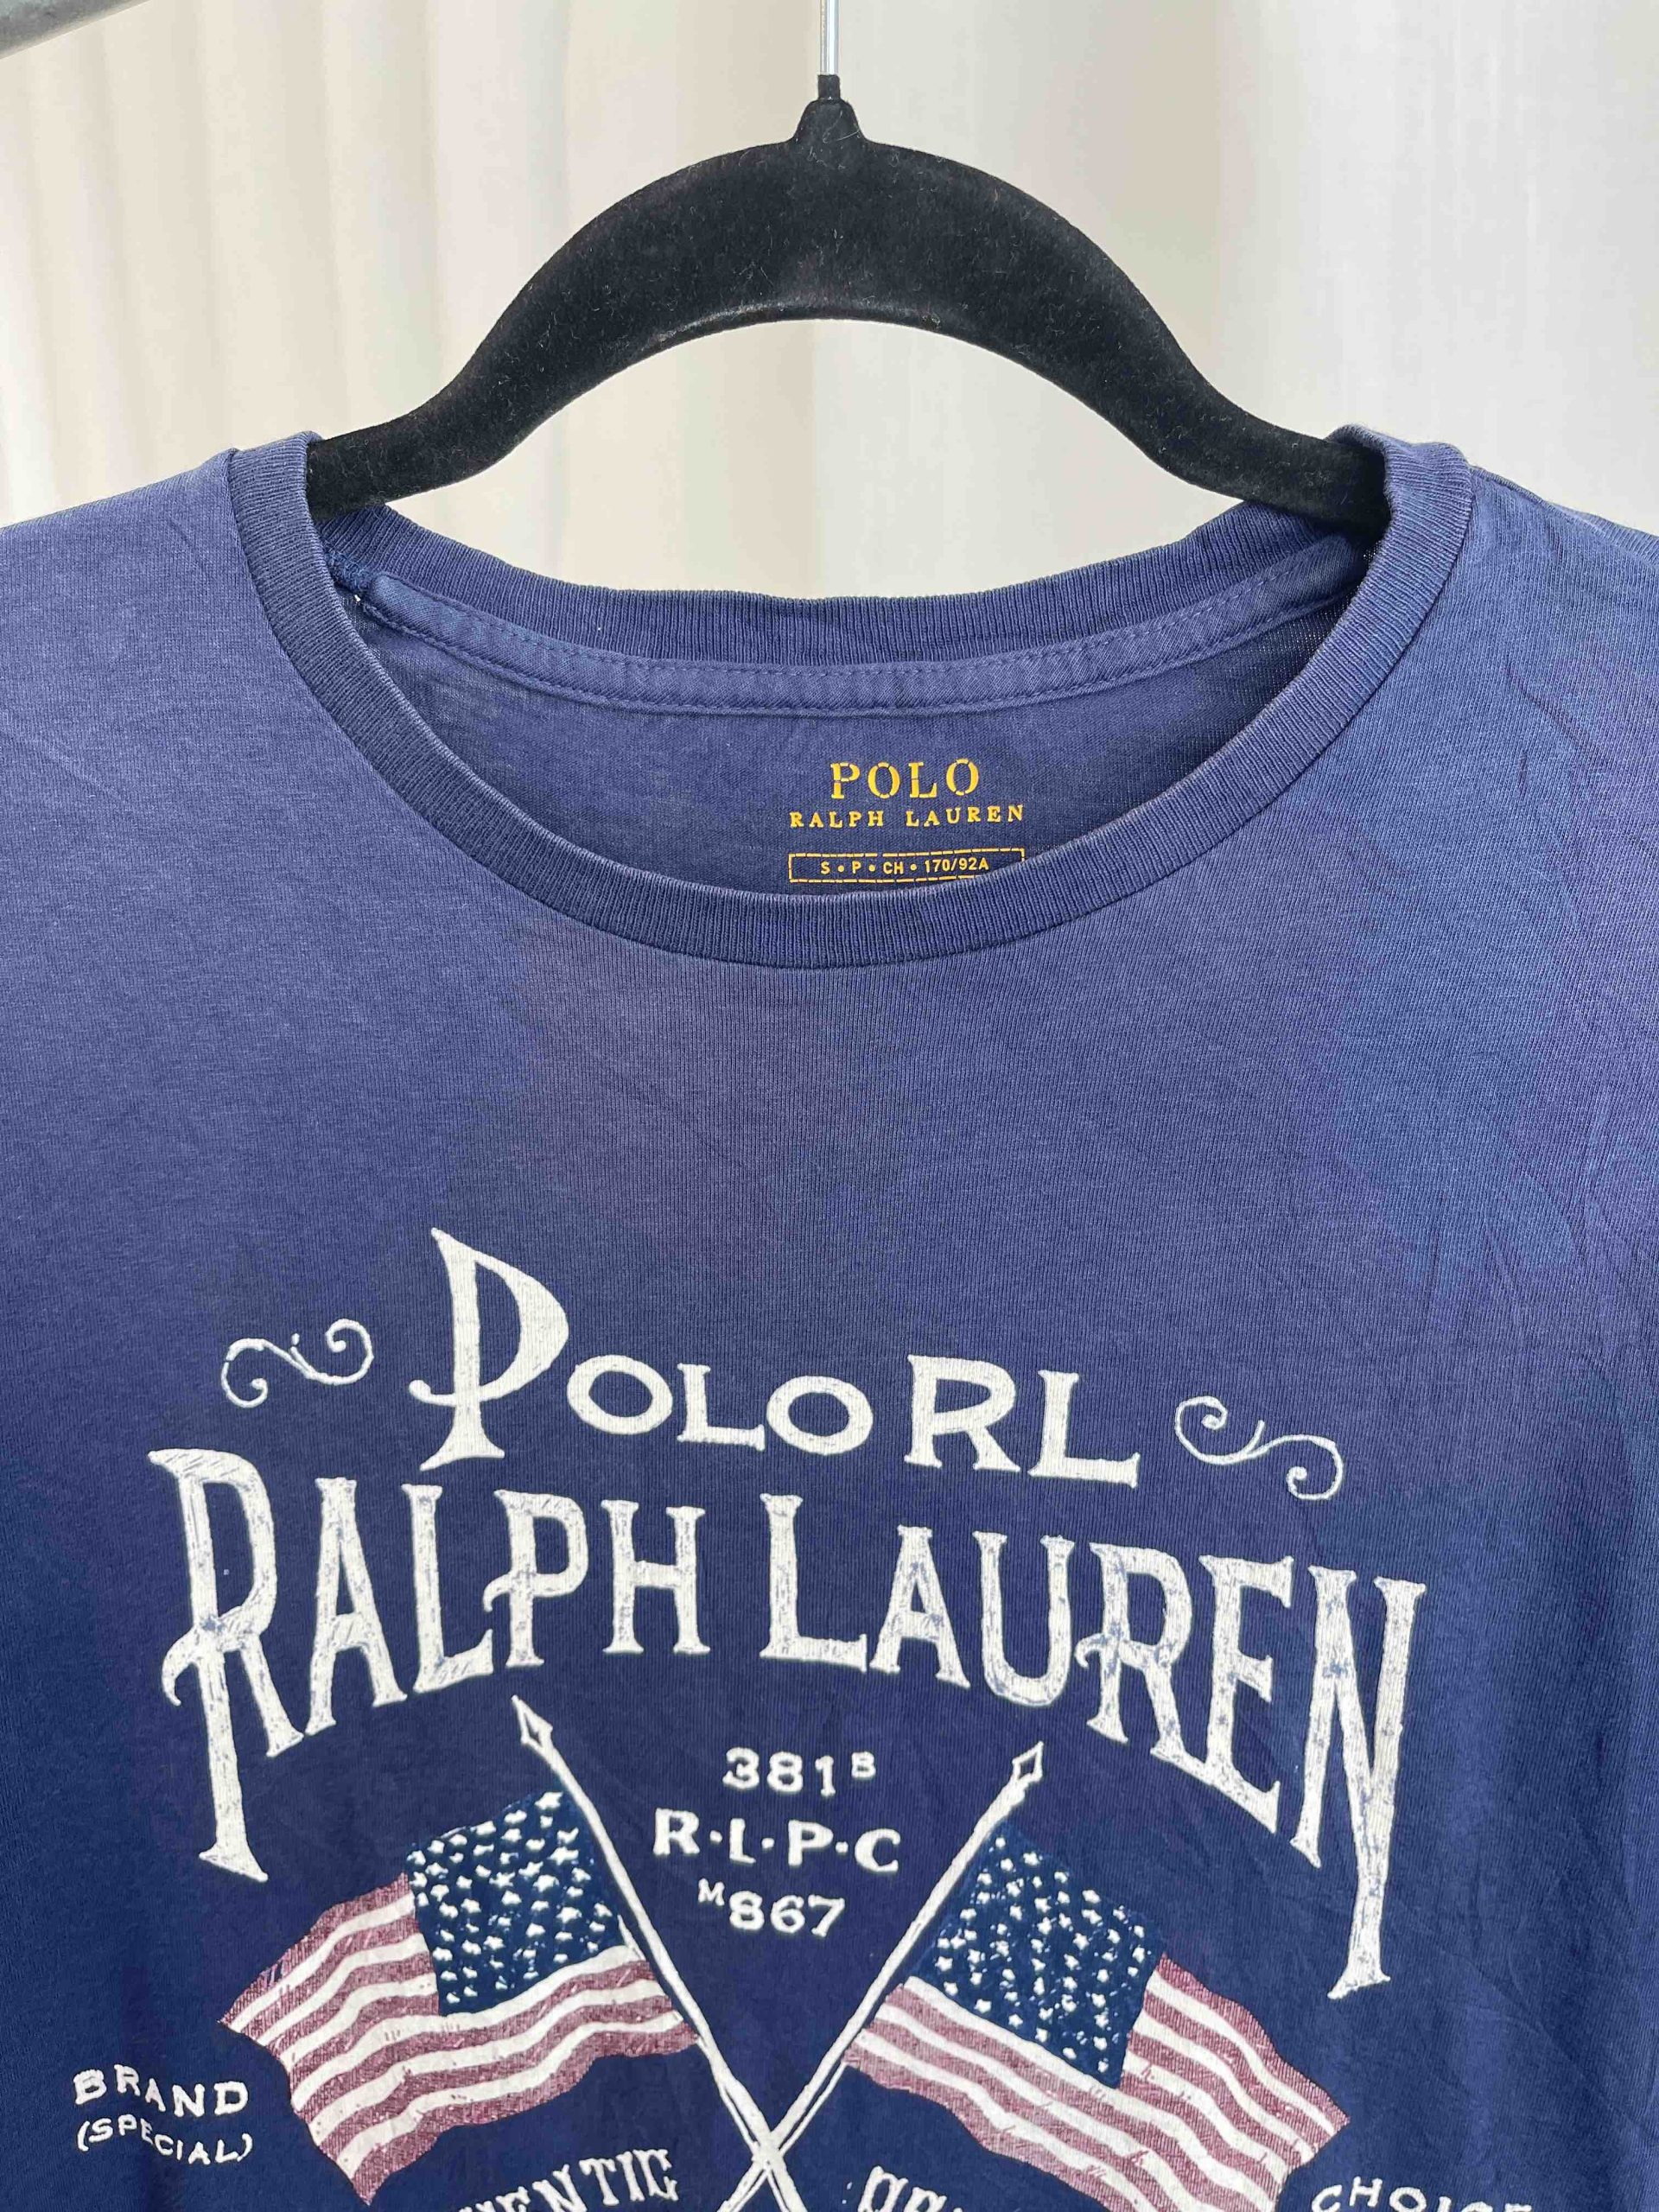 POLO
RALPH LAUREN
S • P • CH • 170/92A
POLO RL
RALPH LAUREN
381B
R·L·P·C
M867
BRAND
(SPECIAL)